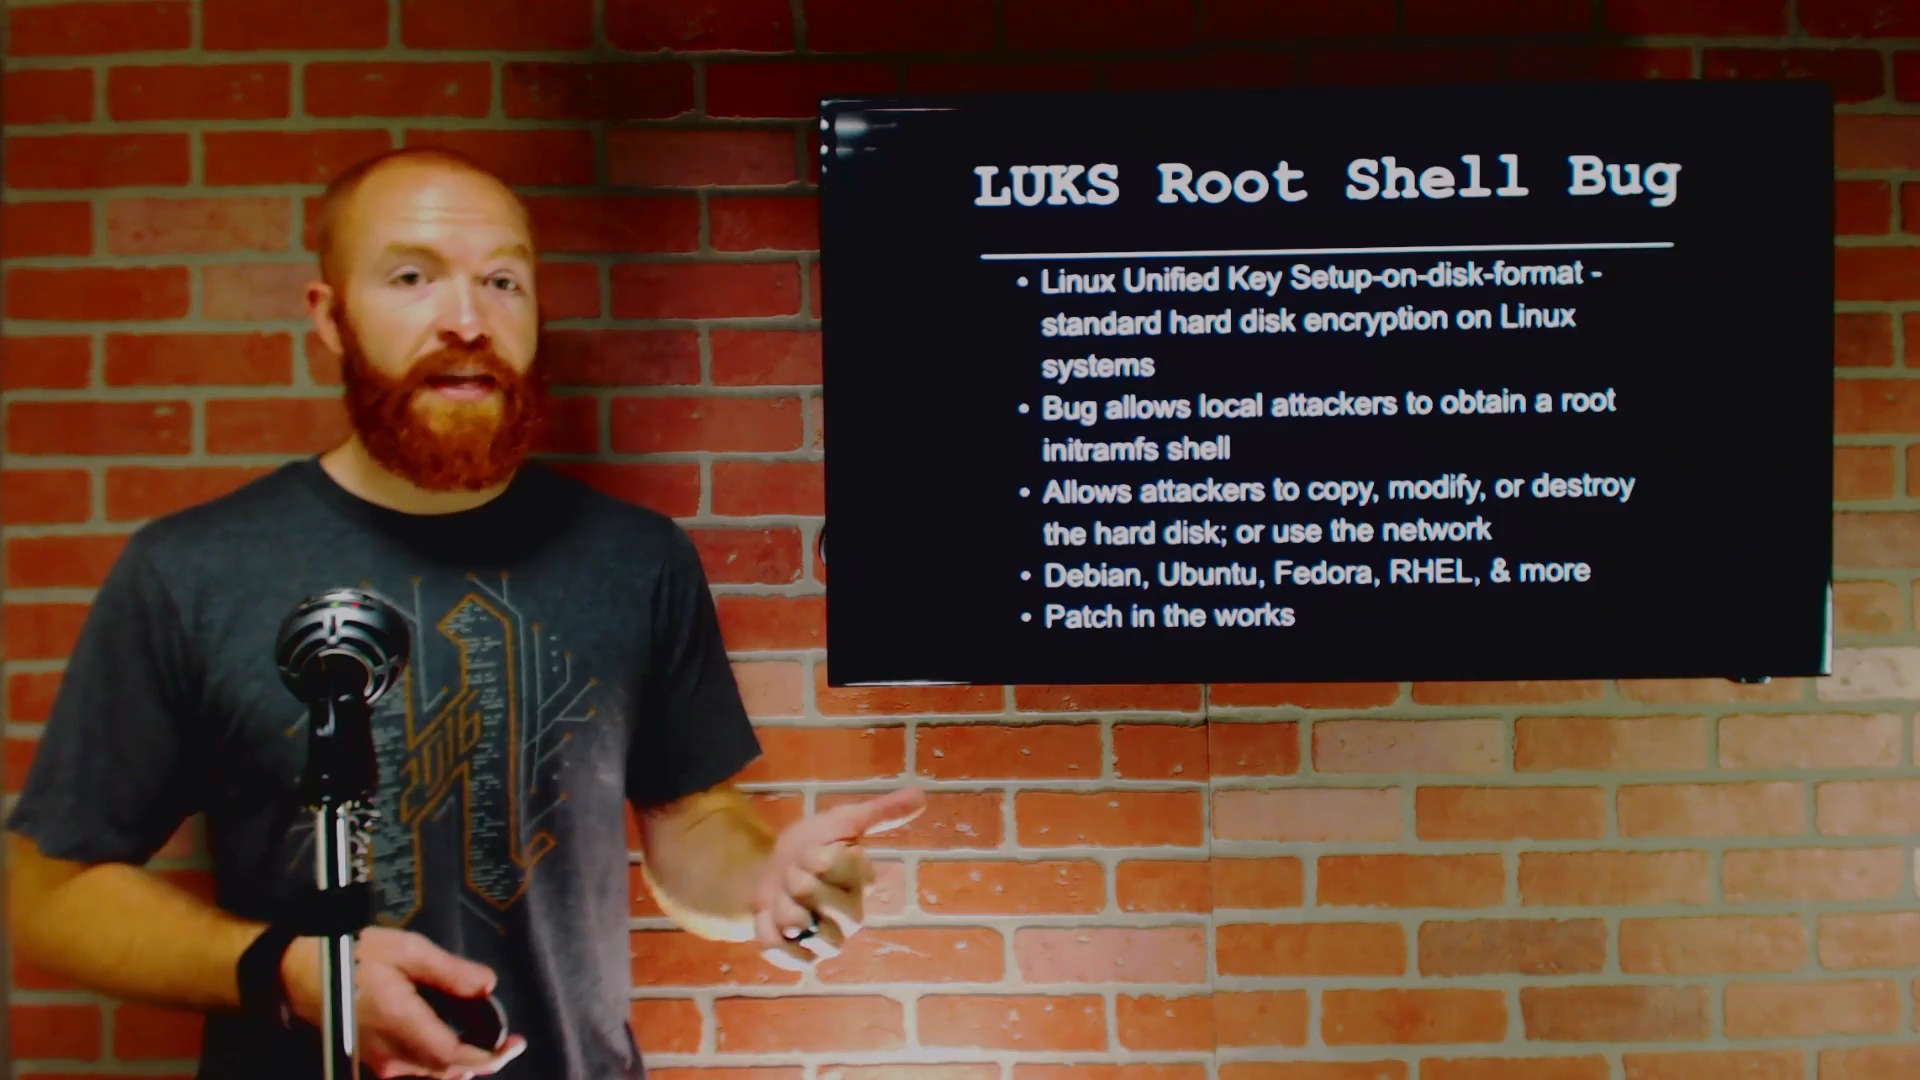 LUKS Root Shell Bug
• Linux Unified Key Setup-on-disk-format -
standard hard disk encryption on Linux
systems
• Bug allows local attackers to obtain a root
initramfs shell
• Allows attackers to copy, modify, or destroy
the hard disk; or use the network
• Debian, Ubuntu, Fedora, RHEL, & more
• Patch in the works
2016